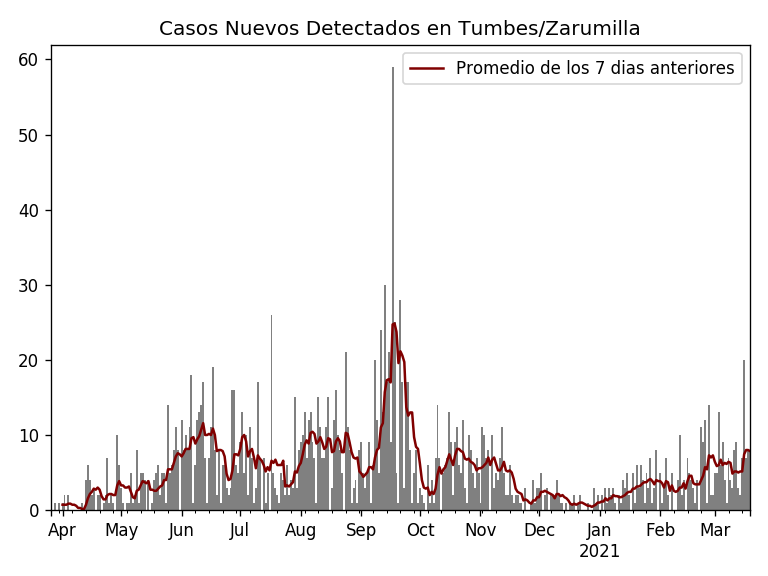 Casos Nuevos Detectados en Tumbes/Zarumilla
Promedio de los 7 dias anteriores
60
50
40
30
20
10
0
Apr May Jun Jul Aug Sep Oct Nov Dec Jan Feb Mar
2021